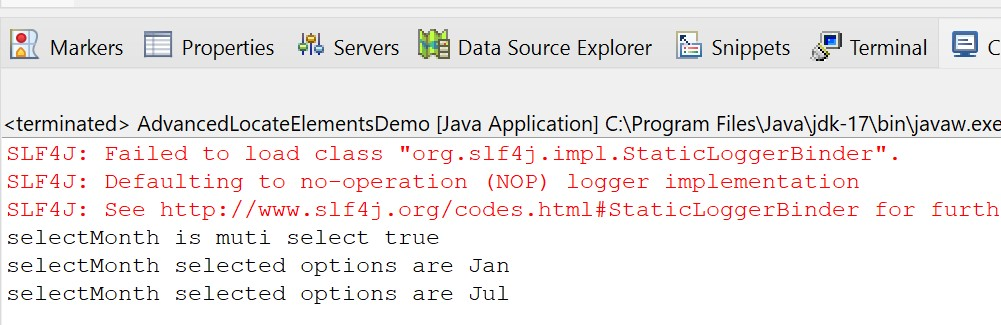 Markers Properties Servers Data Source Explorer Snippets Terminal C
<terminated> AdvancedLocateElementsDemo [Java Application] C:\Program Files\Java\jdk-17\bin\javaw.exe
SLF4J: Failed to load class "org.slf4j.impl.StaticLoggerBinder".
SLF4J: Defaulting to no-operation (NOP) logger implementation
SLF4J: See http://www.slf4j.org/codes.html#StaticLoggerBinder for furth
selectMonth is muti select true
selectMonth selected options are Jan
selectMonth selected options are Jul